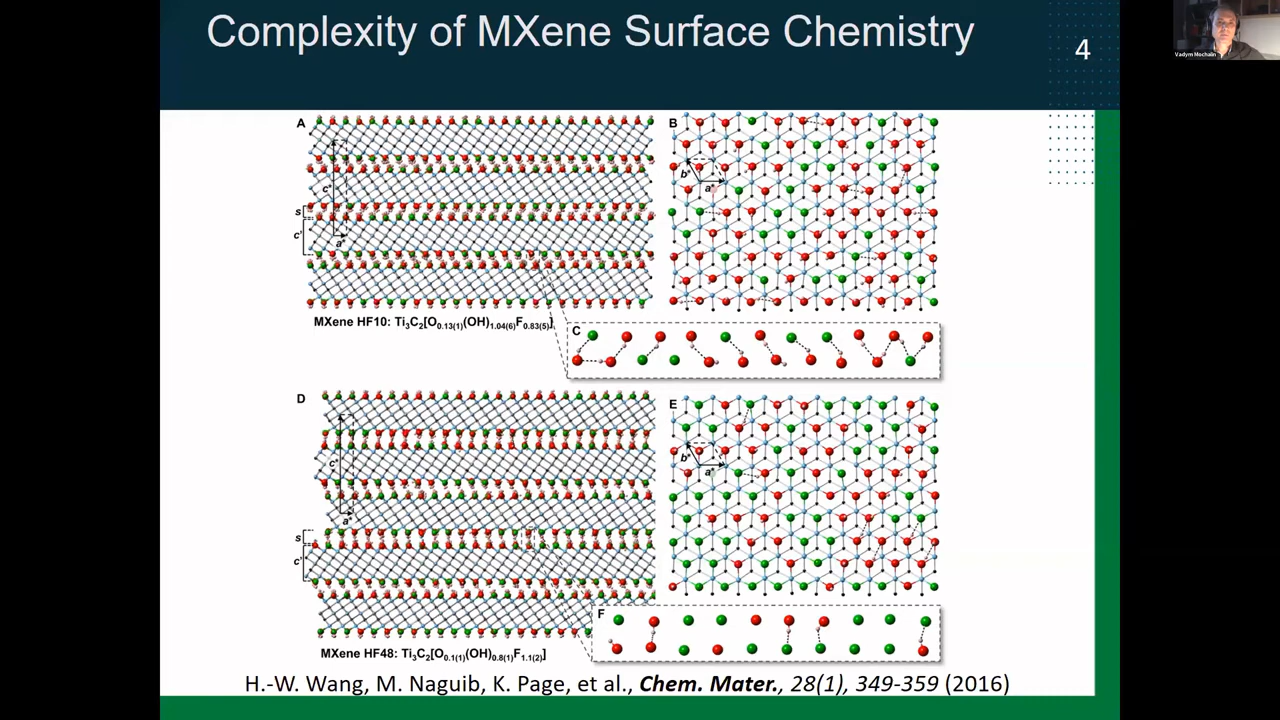 Complexity of MXene Surface Chemistry
4
Vadym Mochalin
A
B
c*
b*
a*
s
c'
a*
MXene HF10: Ti3C2[O0.13(1)(OH)1.04(6)F0.83(5)]
C
D
E
c*
b*
a*
a*
s
c'
F
MXene HF48: Ti3C2[O0.1(1)(OH)0.8(1)F1.1(2)]
H.-W. Wang, M. Naguib, K. Page, et al., Chem. Mater., 28(1), 349-359 (2016)